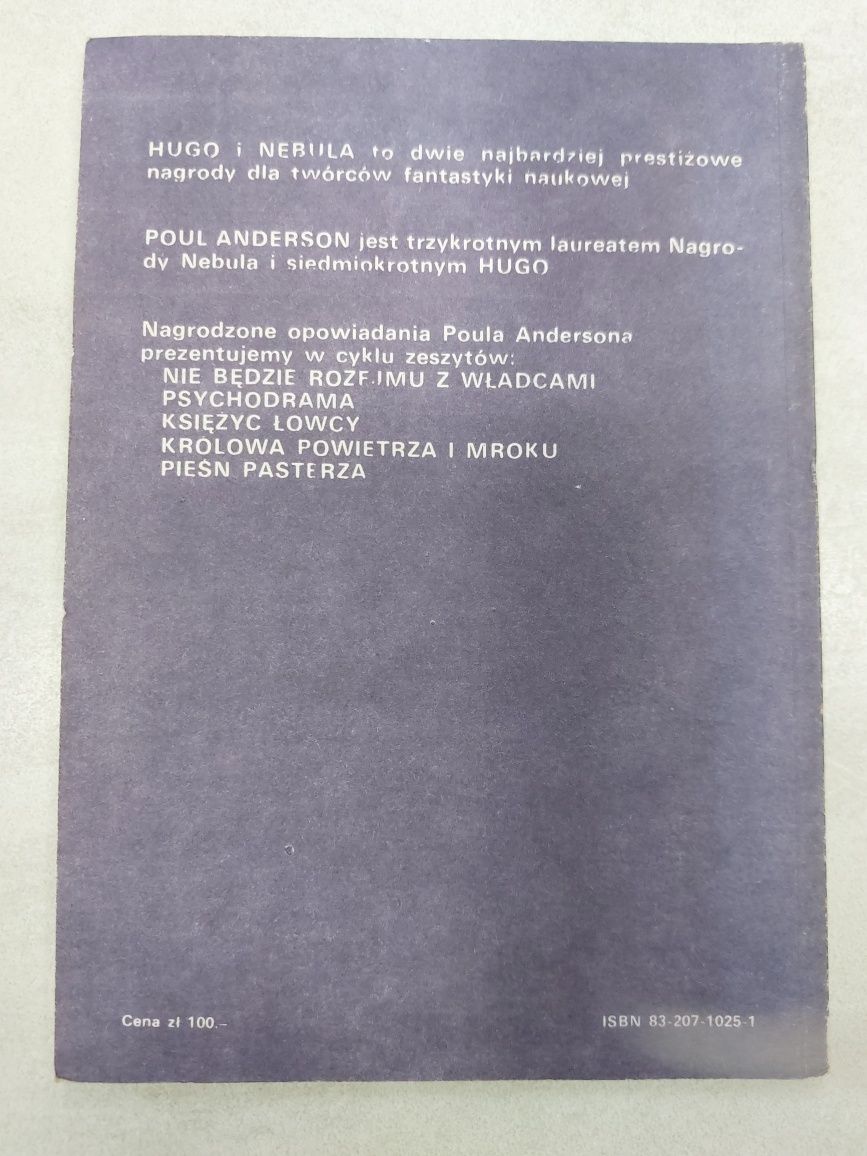 HUGO i NEBULA to dwie najbardziej prestiżowe
nagrody dla twórców fantastyki naukowej
POUL ANDERSON jest trzykrotnym laureatem Nagro-
dy Nebula i siedmiokrotnym HUGO
Nagrodzone opowiadania Poula Andersona
prezentujemy w cyklu zeszytów:
NIE BĘDZIE ROZEJMU Z WŁADCAMI
PSYCHODRAMA
KSIĘŻYC ŁOWCY
KRÓLOWA POWIETRZA I MROKU
PIEŚN PASTERZA
Cena zł 100.–
ISBN 83-207-1025-1